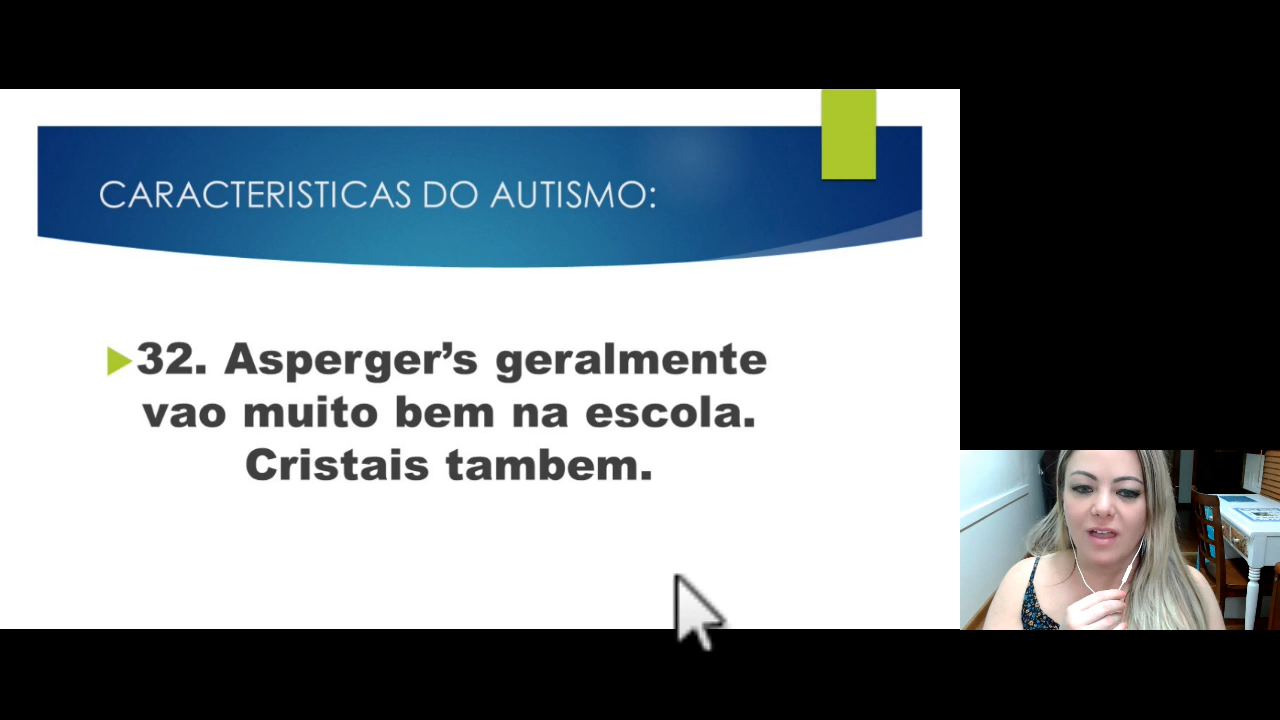 CARACTERISTICAS DO AUTISMO:
32. Asperger’s geralmente
vao muito bem na escola.
Cristais tambem.